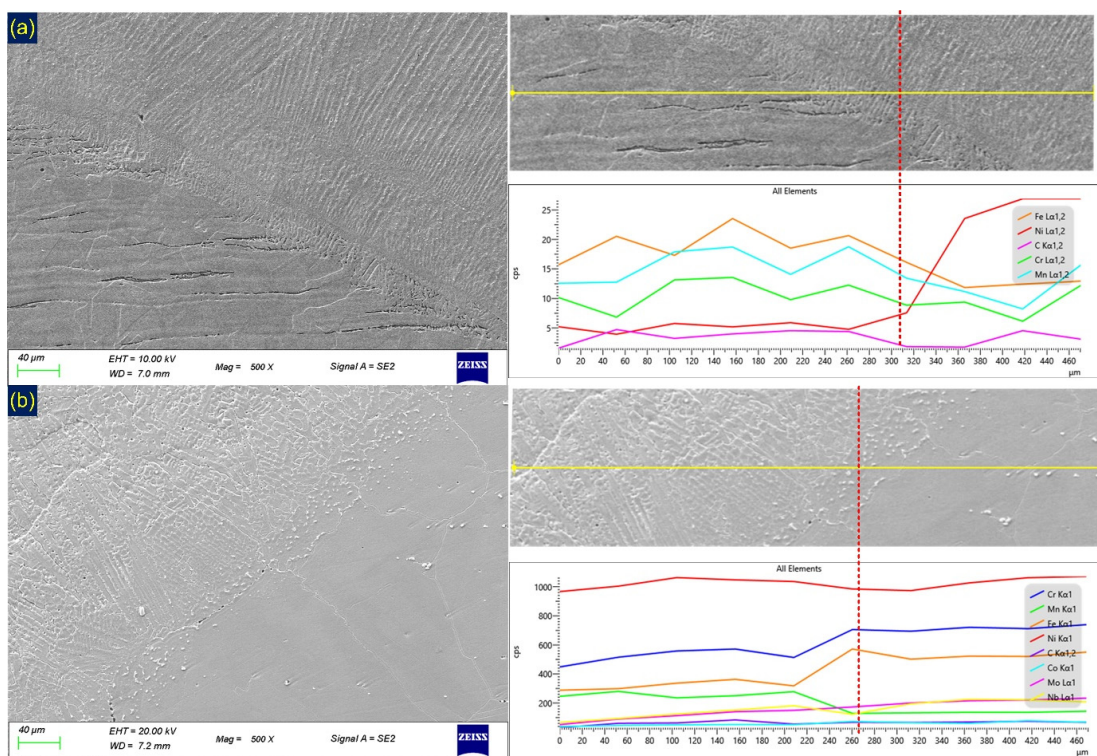 (a)
40 µm
EHT = 10.00 kV
WD = 7.0 mm
Mag = 500 X
Signal A = SE2
ZEISS
All Elements
cps
25
20
15
10
5
Fe Lα1,2
Ni Lα1,2
C Kα1,2
Cr Lα1,2
Mn Lα1,2
0 20 40 60 80 100 120 140 160 180 200 220 240 260 280 300 320 340 360 380 400 420 440 460
µm
(b)
40 µm
EHT = 20.00 kV
WD = 7.2 mm
Mag = 500 X
Signal A = SE2
ZEISS
All Elements
cps
1000
800
600
400
200
Cr Kα1
Mn Kα1
Fe Kα1
Ni Kα1
C Kα1,2
Co Kα1
Mo Lα1
Nb Lα1
0 20 40 60 80 100 120 140 160 180 200 220 240 260 280 300 320 340 360 380 400 420 440 460
µm